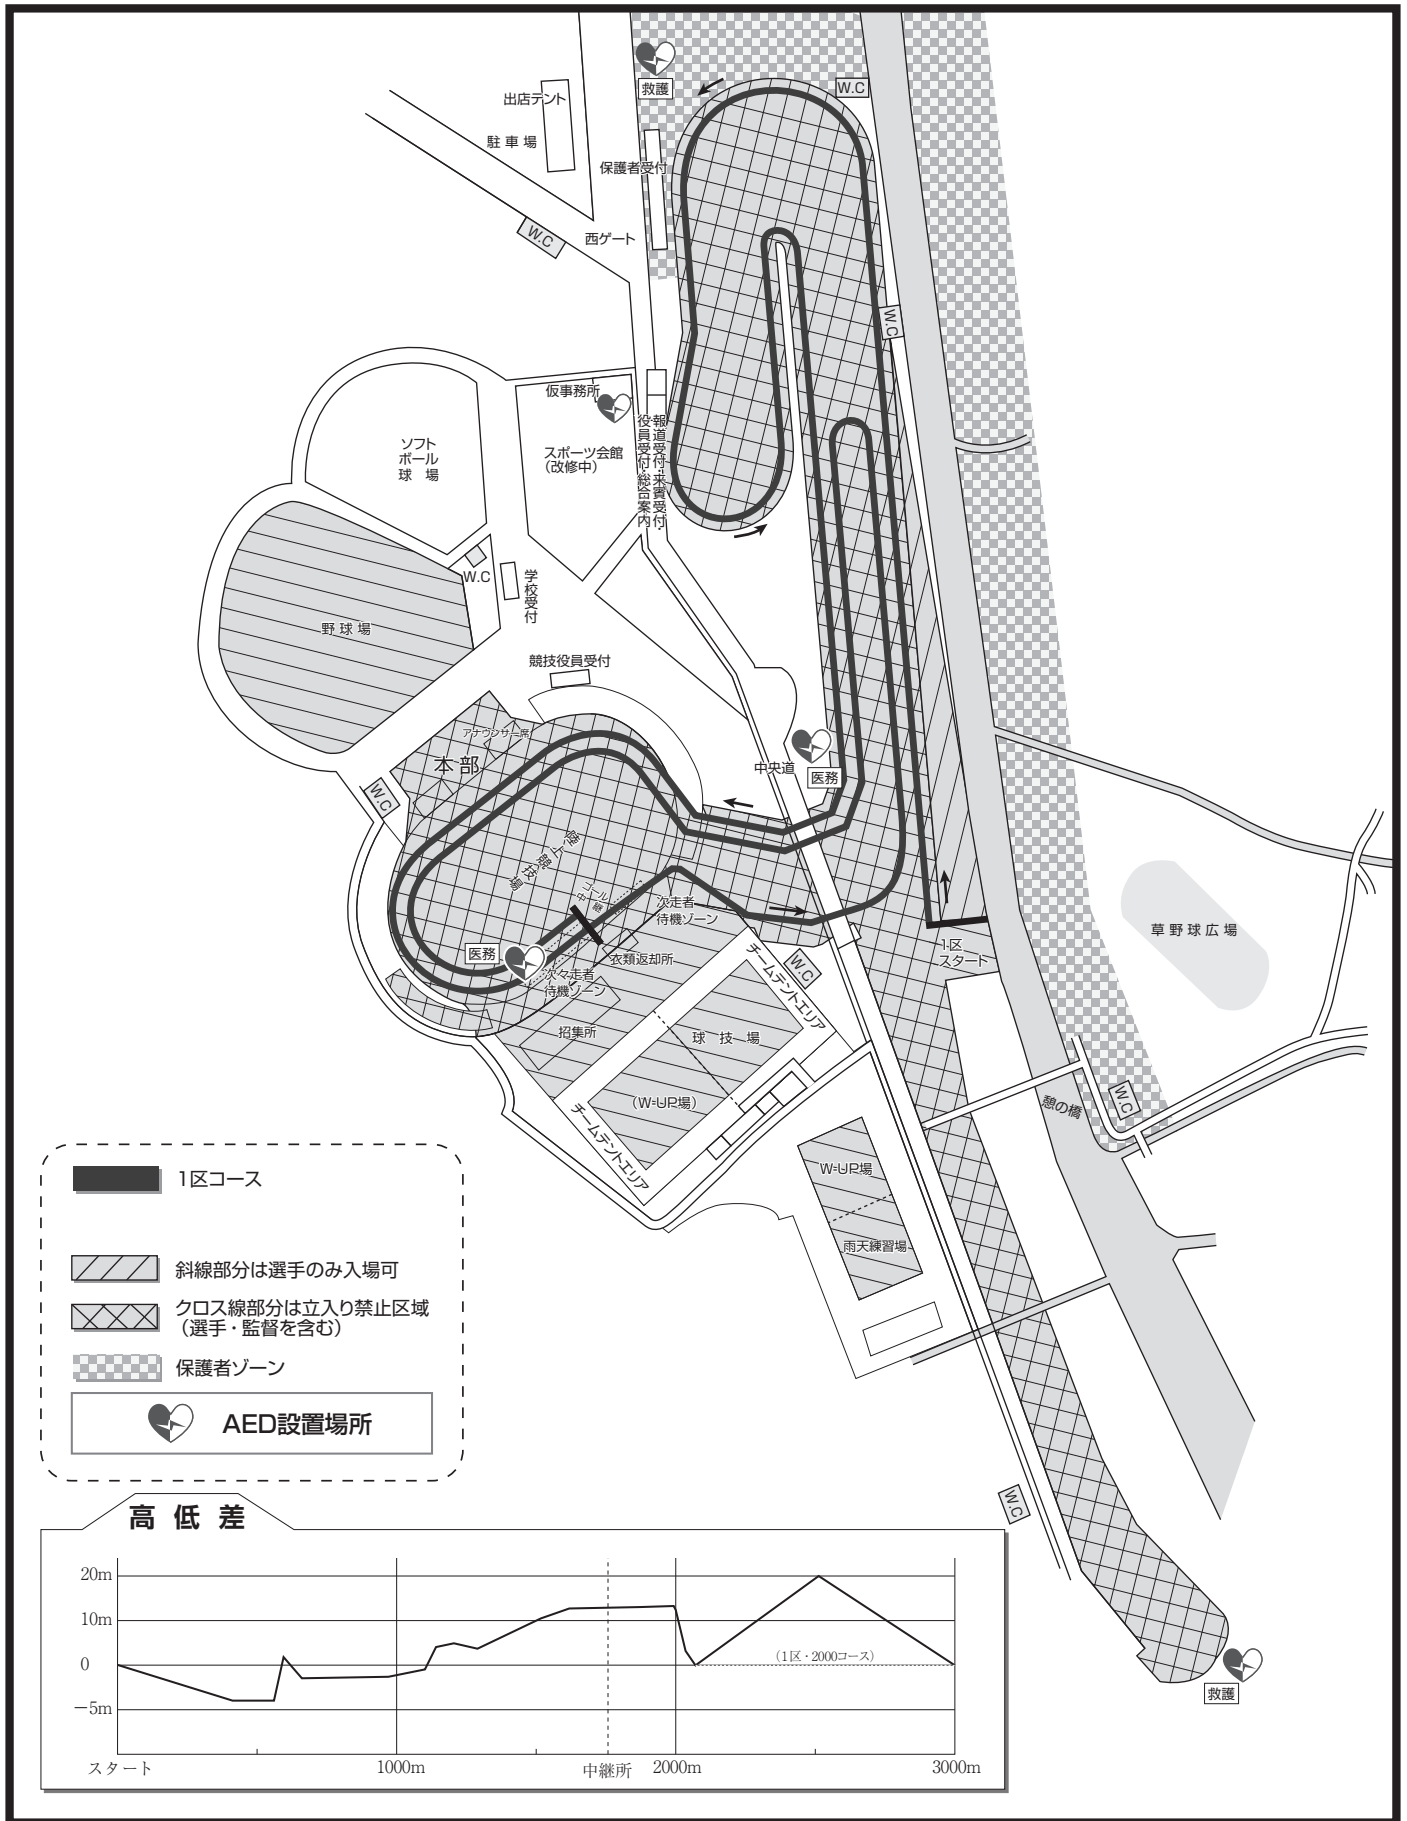 救護
W.C
出店テント
駐車場
保護者受付
W.C
西ゲート
W.C
仮事務所
報道受付・来賓受付・
役員受付・総合案内
スポーツ会館
（改修中）
ソフト
ボール
球場
W.C
学校受付
野球場
競技役員受付
アナウンサー席
本部
中央道
医務
W.C
陸上競技場
ゴール
中継
次走者
待機ゾーン
医務
衣類返却所
次々走者
待機ゾーン
招集所
チームテントエリア
W.C
1区
スタート
草野球広場
球技場
（W-UP場）
チームテントエリア
憩の橋
W.C
W-UP場
雨天練習場
W.C
救護
1区コース
斜線部分は選手のみ入場可
クロス線部分は立入り禁止区域
（選手・監督を含む）
保護者ゾーン
AED設置場所
高低差
20m
10m
0
−5m
（1区・2000コース）
スタート
1000m
中継所
2000m
3000m